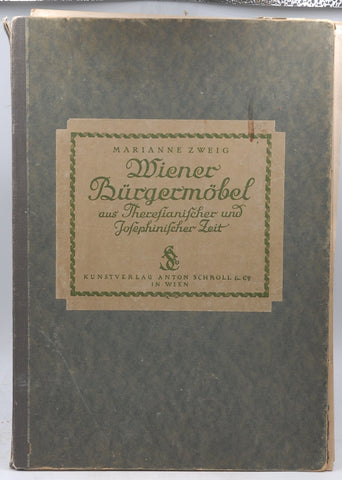 MARIANNE ZWEIG
Wiener
Bürgermöbel
aus Theresianischer und
Josephinischer Zeit
KUNSTVERLAG ANTON SCHROLL & Co
IN WIEN